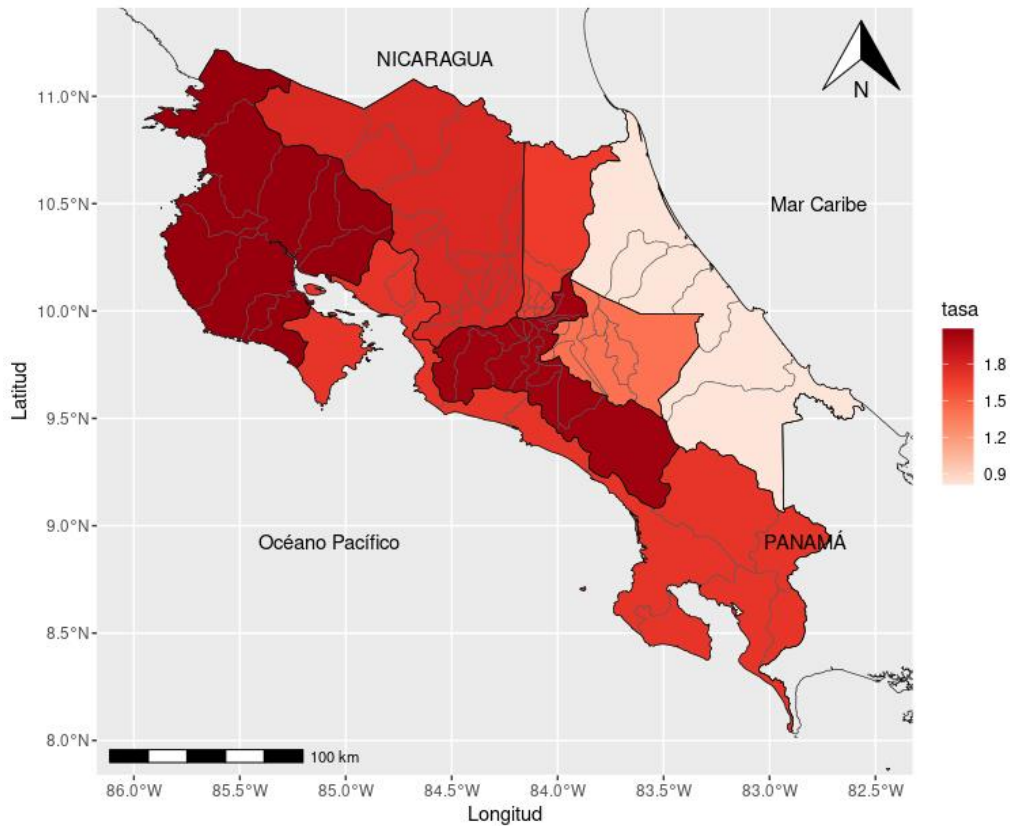 NICARAGUA
N
11.0°N
10.5°N
Mar Caribe
10.0°N
9.5°N
9.0°N
Océano Pacífico
PANAMÁ
8.5°N
8.0°N
100 km
86.0°W
85.5°W
85.0°W
84.5°W
84.0°W
83.5°W
83.0°W
82.5°W
Longitud
Latitud
tasa
1.8
1.5
1.2
0.9